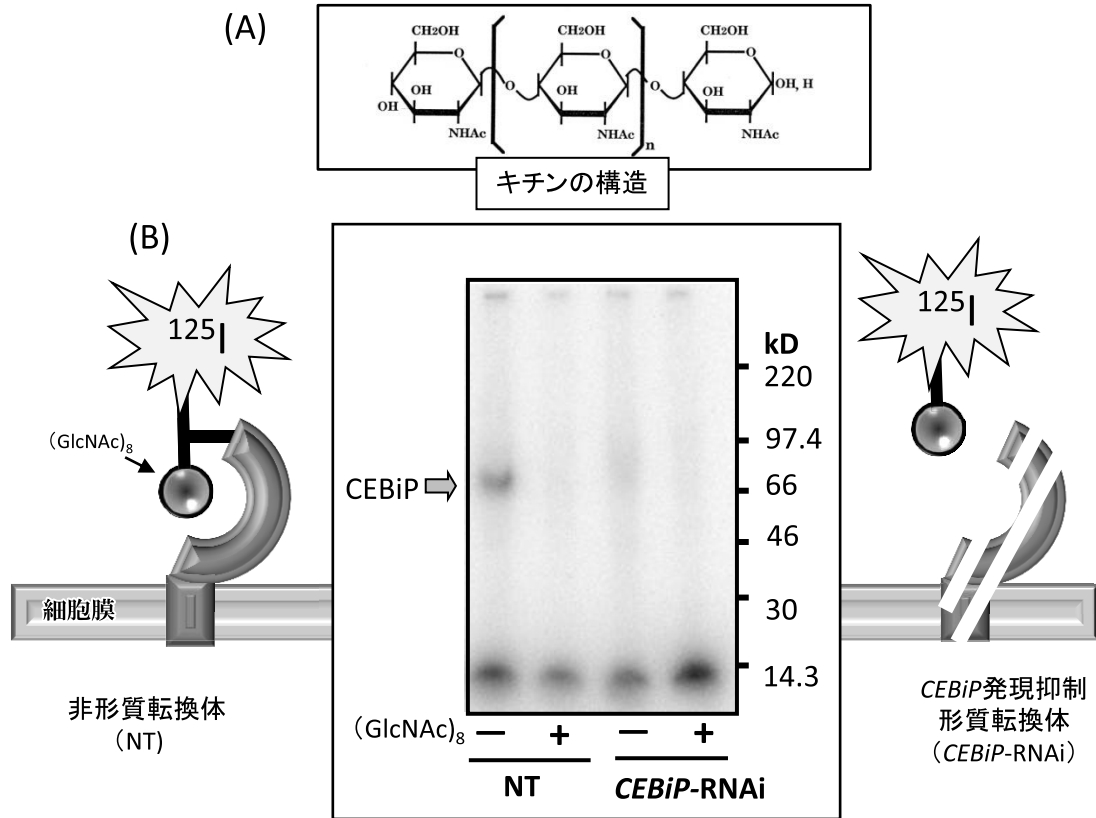 (A)
CH2OH
CH2OH
CH2OH
O
O
O
OH
OH
NHAc
O
OH
NHAc
n
O
OH
NHAc
OH, H
キチンの構造
(B)
125I
(GlcNAc)8
CEBiP
細胞膜
非形質転換体
(NT)
kD
220
97.4
66
46
30
14.3
(GlcNAc)8
— + — +
NT
CEBiP-RNAi
125I
CEBiP発現抑制
形質転換体
(CEBiP-RNAi)